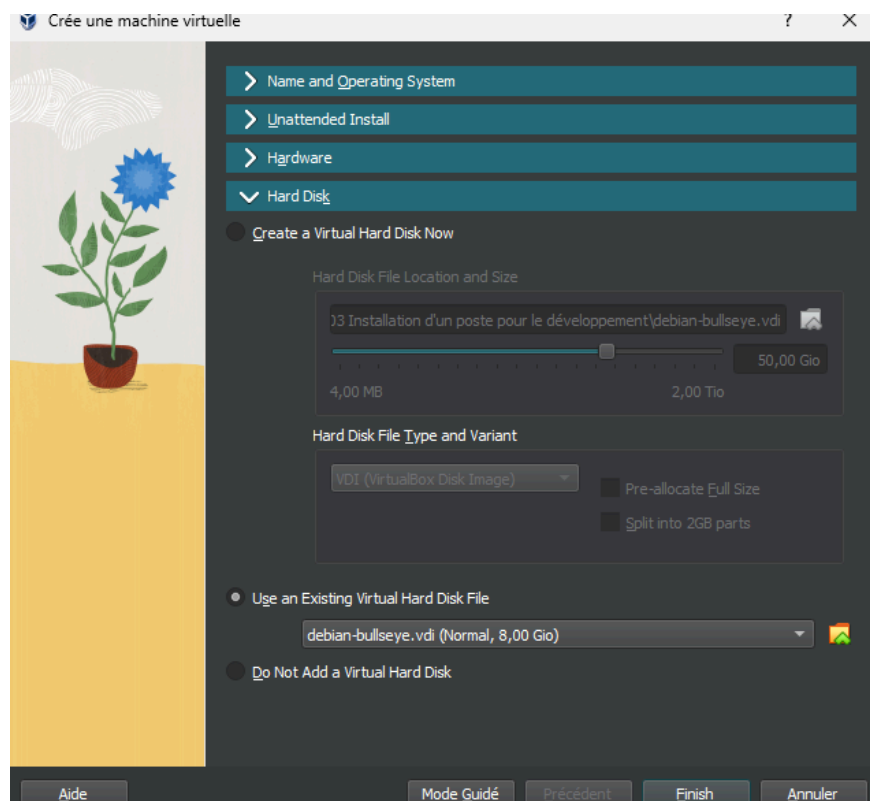 Crée une machine virtuelle ? ×
Name and Operating System
Unattended Install
Hardware
Hard Disk
Create a Virtual Hard Disk Now
Hard Disk File Location and Size
03 Installation d'un poste pour le développement\debian-bullseye.vdi
50,00 Gio
4,00 MB 2,00 Tio
Hard Disk File Type and Variant
VDI (VirtualBox Disk Image)
Pre-allocate Full Size
Split into 2GB parts
Use an Existing Virtual Hard Disk File
debian-bullseye.vdi (Normal, 8,00 Gio)
Do Not Add a Virtual Hard Disk
Aide Mode Guidé Précédent Finish Annuler